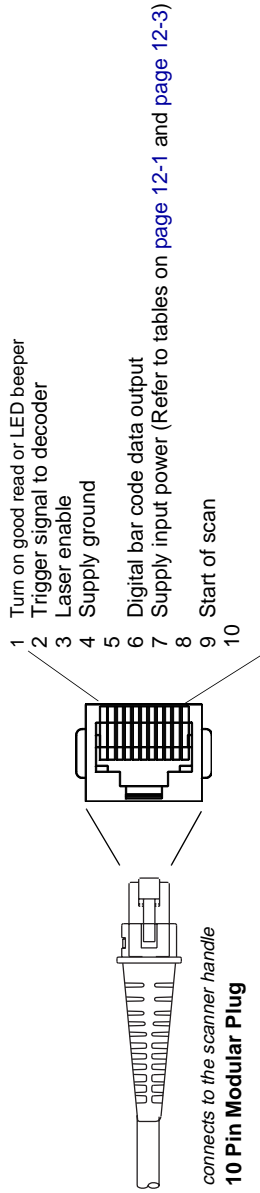 1 Turn on good read or LED beeper
2 Trigger signal to decoder
3 Laser enable
4 Supply ground
5
6 Digital bar code data output
7 Supply input power (Refer to tables on page 12-1 and page 12-3)
8
9 Start of scan
10
connects to the scanner handle
10 Pin Modular Plug